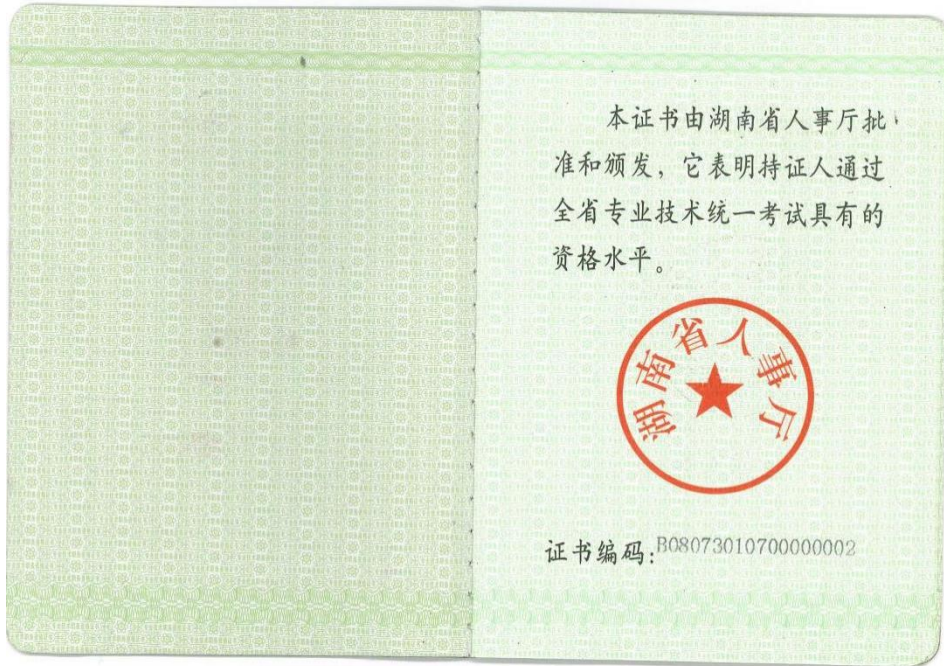 本证书由湖南省人事厅批
准和颁发，它表明持证人通过
全省专业技术统一考试具有的
资格水平。
湖南省人事厅
证书编码：B08073010700000002